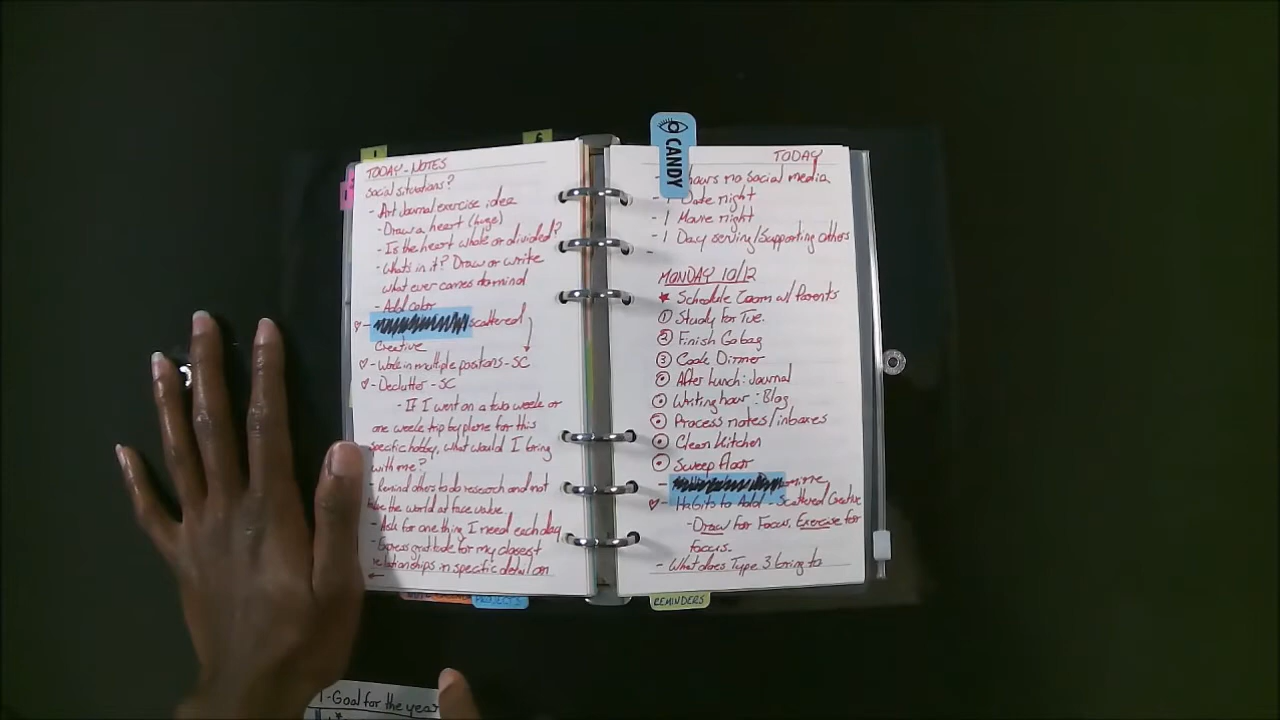 TODAY - NOTES
Social situations?
- Art Journal exercise idea
- Draw a heart (huge)
- Is the heart whole or divided?
- Whats in it? Draw or write
what ever comes to mind
- Add color
scattered
Creative
- Work in multiple positions - SC
- Declutter - SC
- If I went on a two week or
one week trip by plane for this
specific hobby, what would I bring
with me?
- Remind others to do research and not
the world at face value
- Ask for one thing I need each day
- Express gratitude for my closest
relationships in specific detail on
CANDY
TODAY
hours no social media
- 1 Date night
- 1 Movie night
- 1 Day serving/Supporting others
-
MONDAY 10/12
Schedule Zoom w/ Parents
1 Study for Tue.
2 Finish Go bag
3 Cook Dinner
After Lunch: Journal
Writing hour: Blog
Process notes/inboxes
Clean Kitchen
Sweep Floor
- Habits to Add - Scattered Creative
- Draw for Focus, Exercise for
focus.
- What does Type 3 bring to
PROJECTS
REMINDERS
1 - Goal for the year